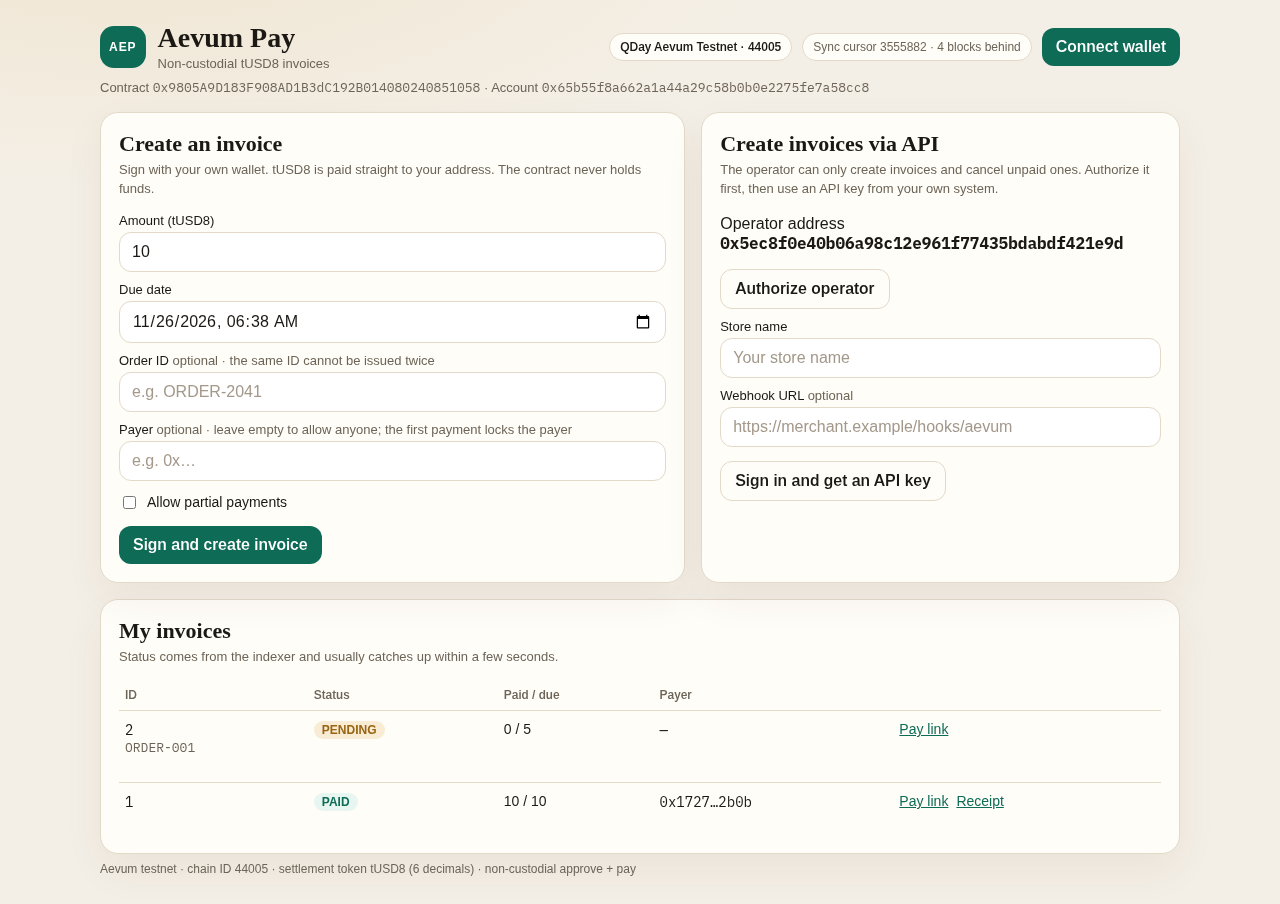 AEP
Aevum Pay
Non-custodial tUSD8 invoices
QDay Aevum Testnet · 44005
Sync cursor 3555882 · 4 blocks behind
Connect wallet
Contract 0x9805A9D183F908AD1B3dC192B014080240851058 · Account 0x65b55f8a662a1a44a29c58b0b0e2275fe7a58cc8
Create an invoice
Sign with your own wallet. tUSD8 is paid straight to your address. The contract never holds
funds.
Amount (tUSD8)
10
Due date
11/26/2026, 06:38 AM
Order ID optional · the same ID cannot be issued twice
e.g. ORDER-2041
Payer optional · leave empty to allow anyone; the first payment locks the payer
e.g. 0x…
Allow partial payments
Sign and create invoice
Create invoices via API
The operator can only create invoices and cancel unpaid ones. Authorize it
first, then use an API key from your own system.
Operator address
0x5ec8f0e40b06a98c12e961f77435bdabdf421e9d
Authorize operator
Store name
Your store name
Webhook URL optional
https://merchant.example/hooks/aevum
Sign in and get an API key
My invoices
Status comes from the indexer and usually catches up within a few seconds.
ID Status Paid / due Payer
2 PENDING 0 / 5 — Pay link
ORDER-001
1 PAID 10 / 10 0x1727…2b0b Pay link Receipt
Aevum testnet · chain ID 44005 · settlement token tUSD8 (6 decimals) · non-custodial approve + pay